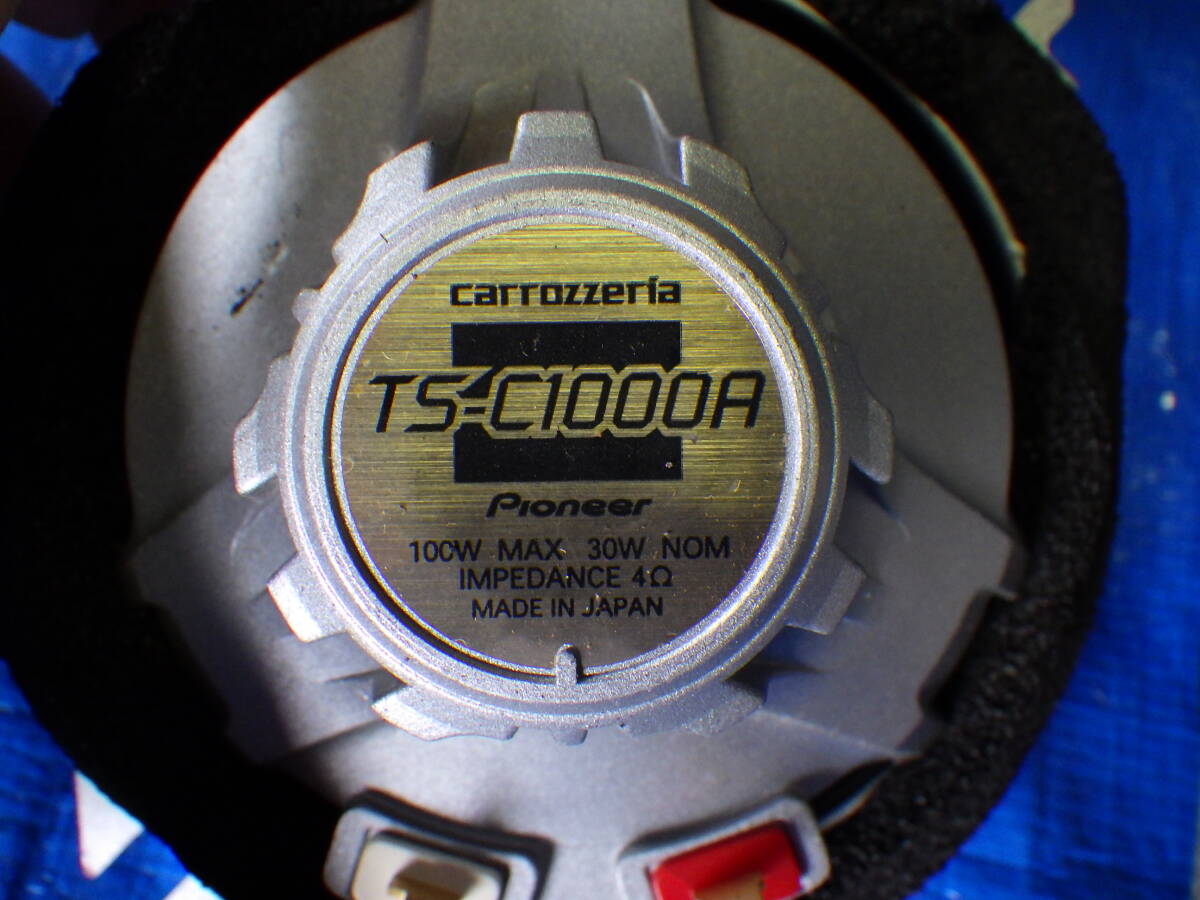 carrozzeria
TS-C1000A
Pioneer
100W MAX 30W NOM
IMPEDANCE 4Ω
MADE IN JAPAN